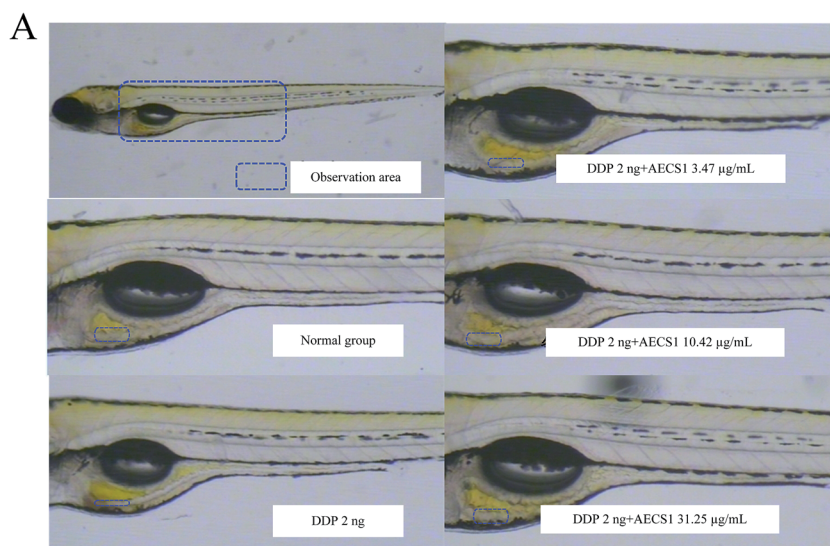 A
Observation area
DDP 2 ng+AECS1 3.47 µg/mL
Normal group
DDP 2 ng+AECS1 10.42 µg/mL
DDP 2 ng
DDP 2 ng+AECS1 31.25 µg/mL